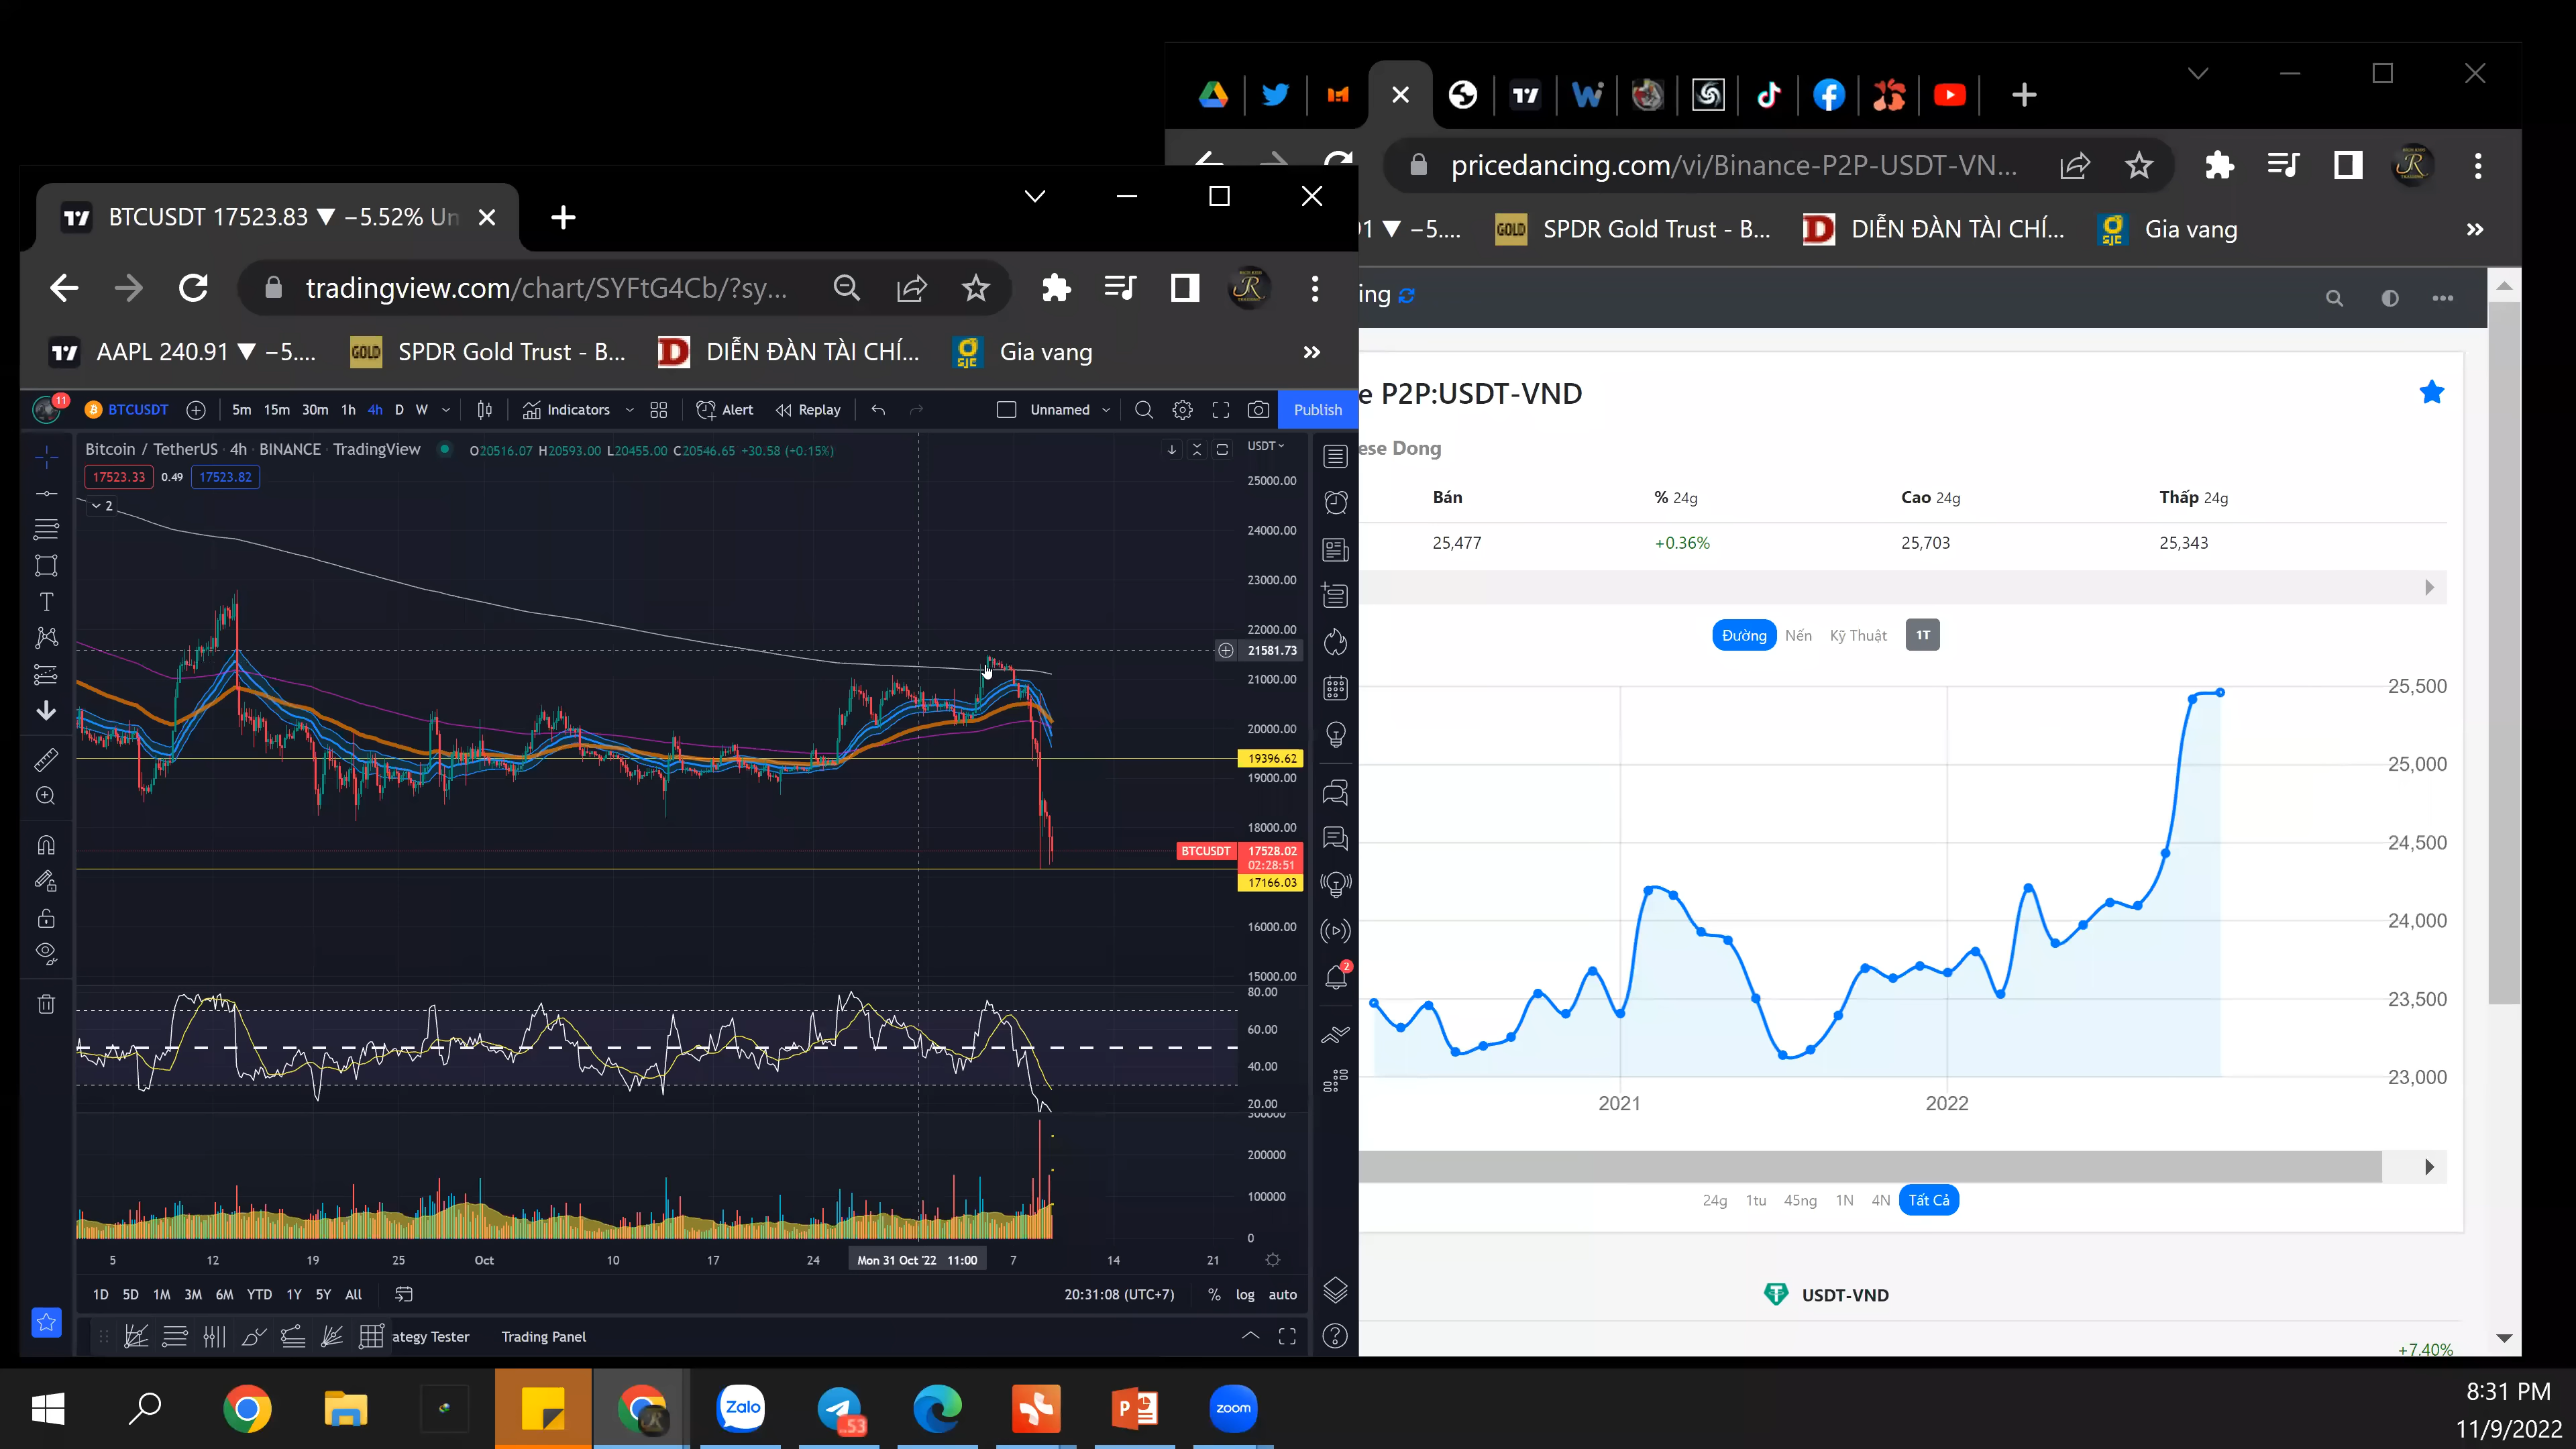 pricedancing.com/vi/Binance-P2P-USDT-VN...
BTCUSDT 17523.83 ▼ −5.52% Un
91 ▼ −5.... SPDR Gold Trust - B... DIỄN ĐÀN TÀI CHÍ... Gia vang
tradingview.com/chart/SYFtG4Cb/?sy...
ing
AAPL 240.91 ▼ −5.... SPDR Gold Trust - B... DIỄN ĐÀN TÀI CHÍ... Gia vang
11 BTCUSDT 5m 15m 30m 1h 4h D W Indicators Alert Replay Unnamed Publish
Bitcoin / TetherUS · 4h · BINANCE · TradingView O20516.07 H20593.00 L20455.00 C20546.65 +30.58 (+0.15%) USDT
17523.33 0.49 17523.82
2
25000.00
24000.00
23000.00
22000.00
21581.73
21000.00
20000.00
19396.62
19000.00
18000.00
BTCUSDT 17528.02
02:28:51
17166.03
16000.00
15000.00
80.00
60.00
40.00
20.00
300000
200000
100000
0
5 12 19 25 Oct 10 17 24 Mon 31 Oct '22 11:00 7 14 21
1D 5D 1M 3M 6M YTD 1Y 5Y All 20:31:08 (UTC+7) % log auto
ategy Tester Trading Panel
2
e P2P:USDT-VND
ese Dong
Bán % 24g Cao 24g Thấp 24g
25,477 +0.36% 25,703 25,343
Đường Nến Kỹ Thuật 1T
25,500
25,000
24,500
24,000
23,500
23,000
2021 2022
24g 1tu 45ng 1N 4N Tất Cả
USDT-VND
+7.40%
Zalo 53 zoom
8:31 PM
11/9/2022